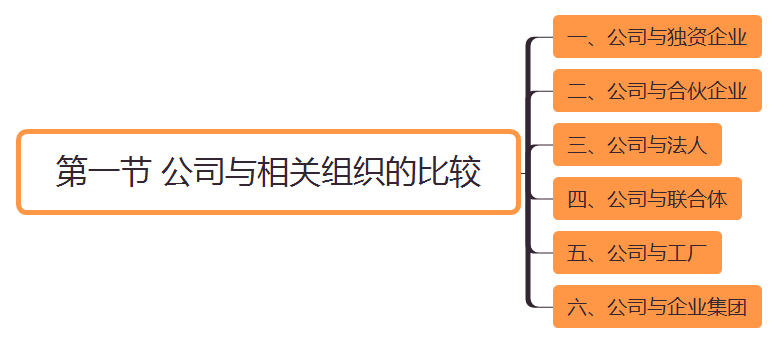 第一节 公司与相关组织的比较
一、公司与独资企业
二、公司与合伙企业
三、公司与法人
四、公司与联合体
五、公司与工厂
六、公司与企业集团